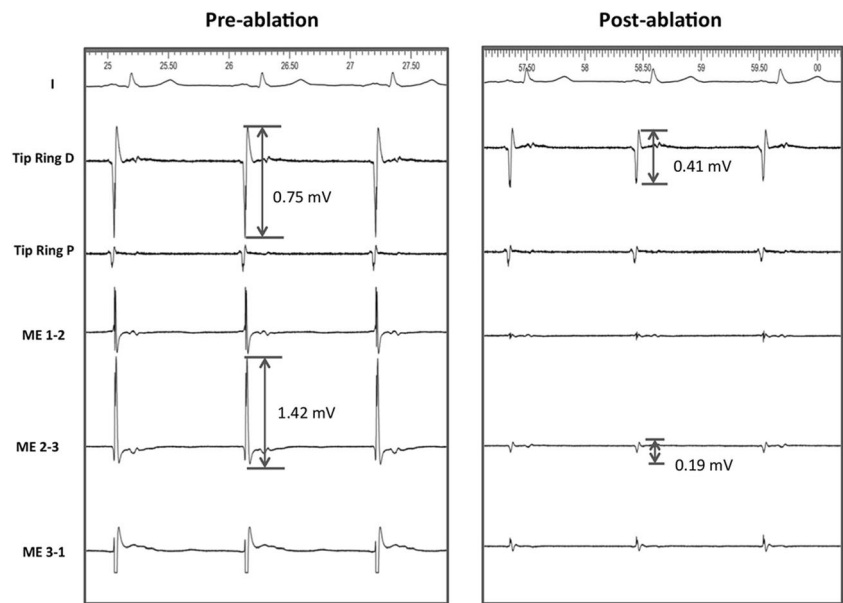 Pre-ablation
Post-ablation
25 25.50 26 26.50 27 27.50
57.50 58 58.50 59 59.50 00
I
Tip Ring D
0.75 mV
0.41 mV
Tip Ring P
ME 1-2
1.42 mV
ME 2-3
0.19 mV
ME 3-1